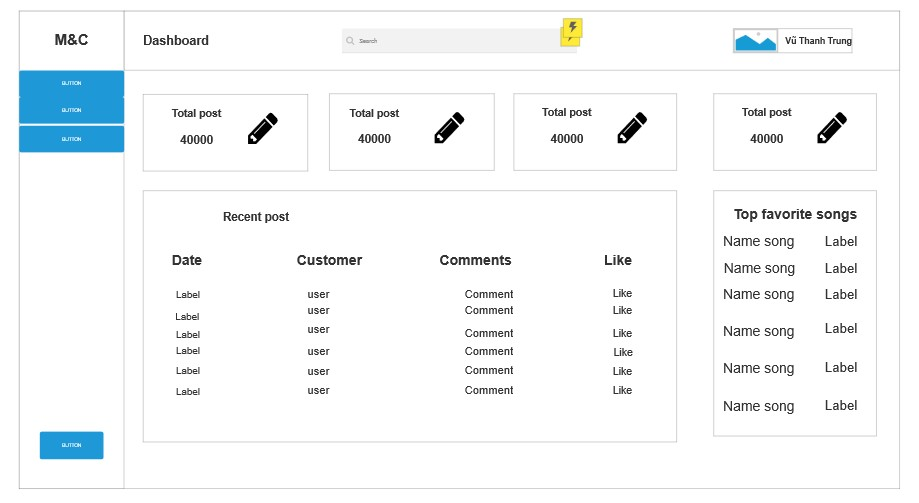 M&C
Dashboard
Search
Vũ Thanh Trung
BUTTON
BUTTON
BUTTON
BUTTON
Total post
40000
Total post
40000
Total post
40000
Total post
40000
Recent post
Date Customer Comments Like
Label user Comment Like
Label user Comment Like
Label user Comment Like
Label user Comment Like
Label user Comment Like
Label user Comment Like
Top favorite songs
Name song Label
Name song Label
Name song Label
Name song Label
Name song Label
Name song Label